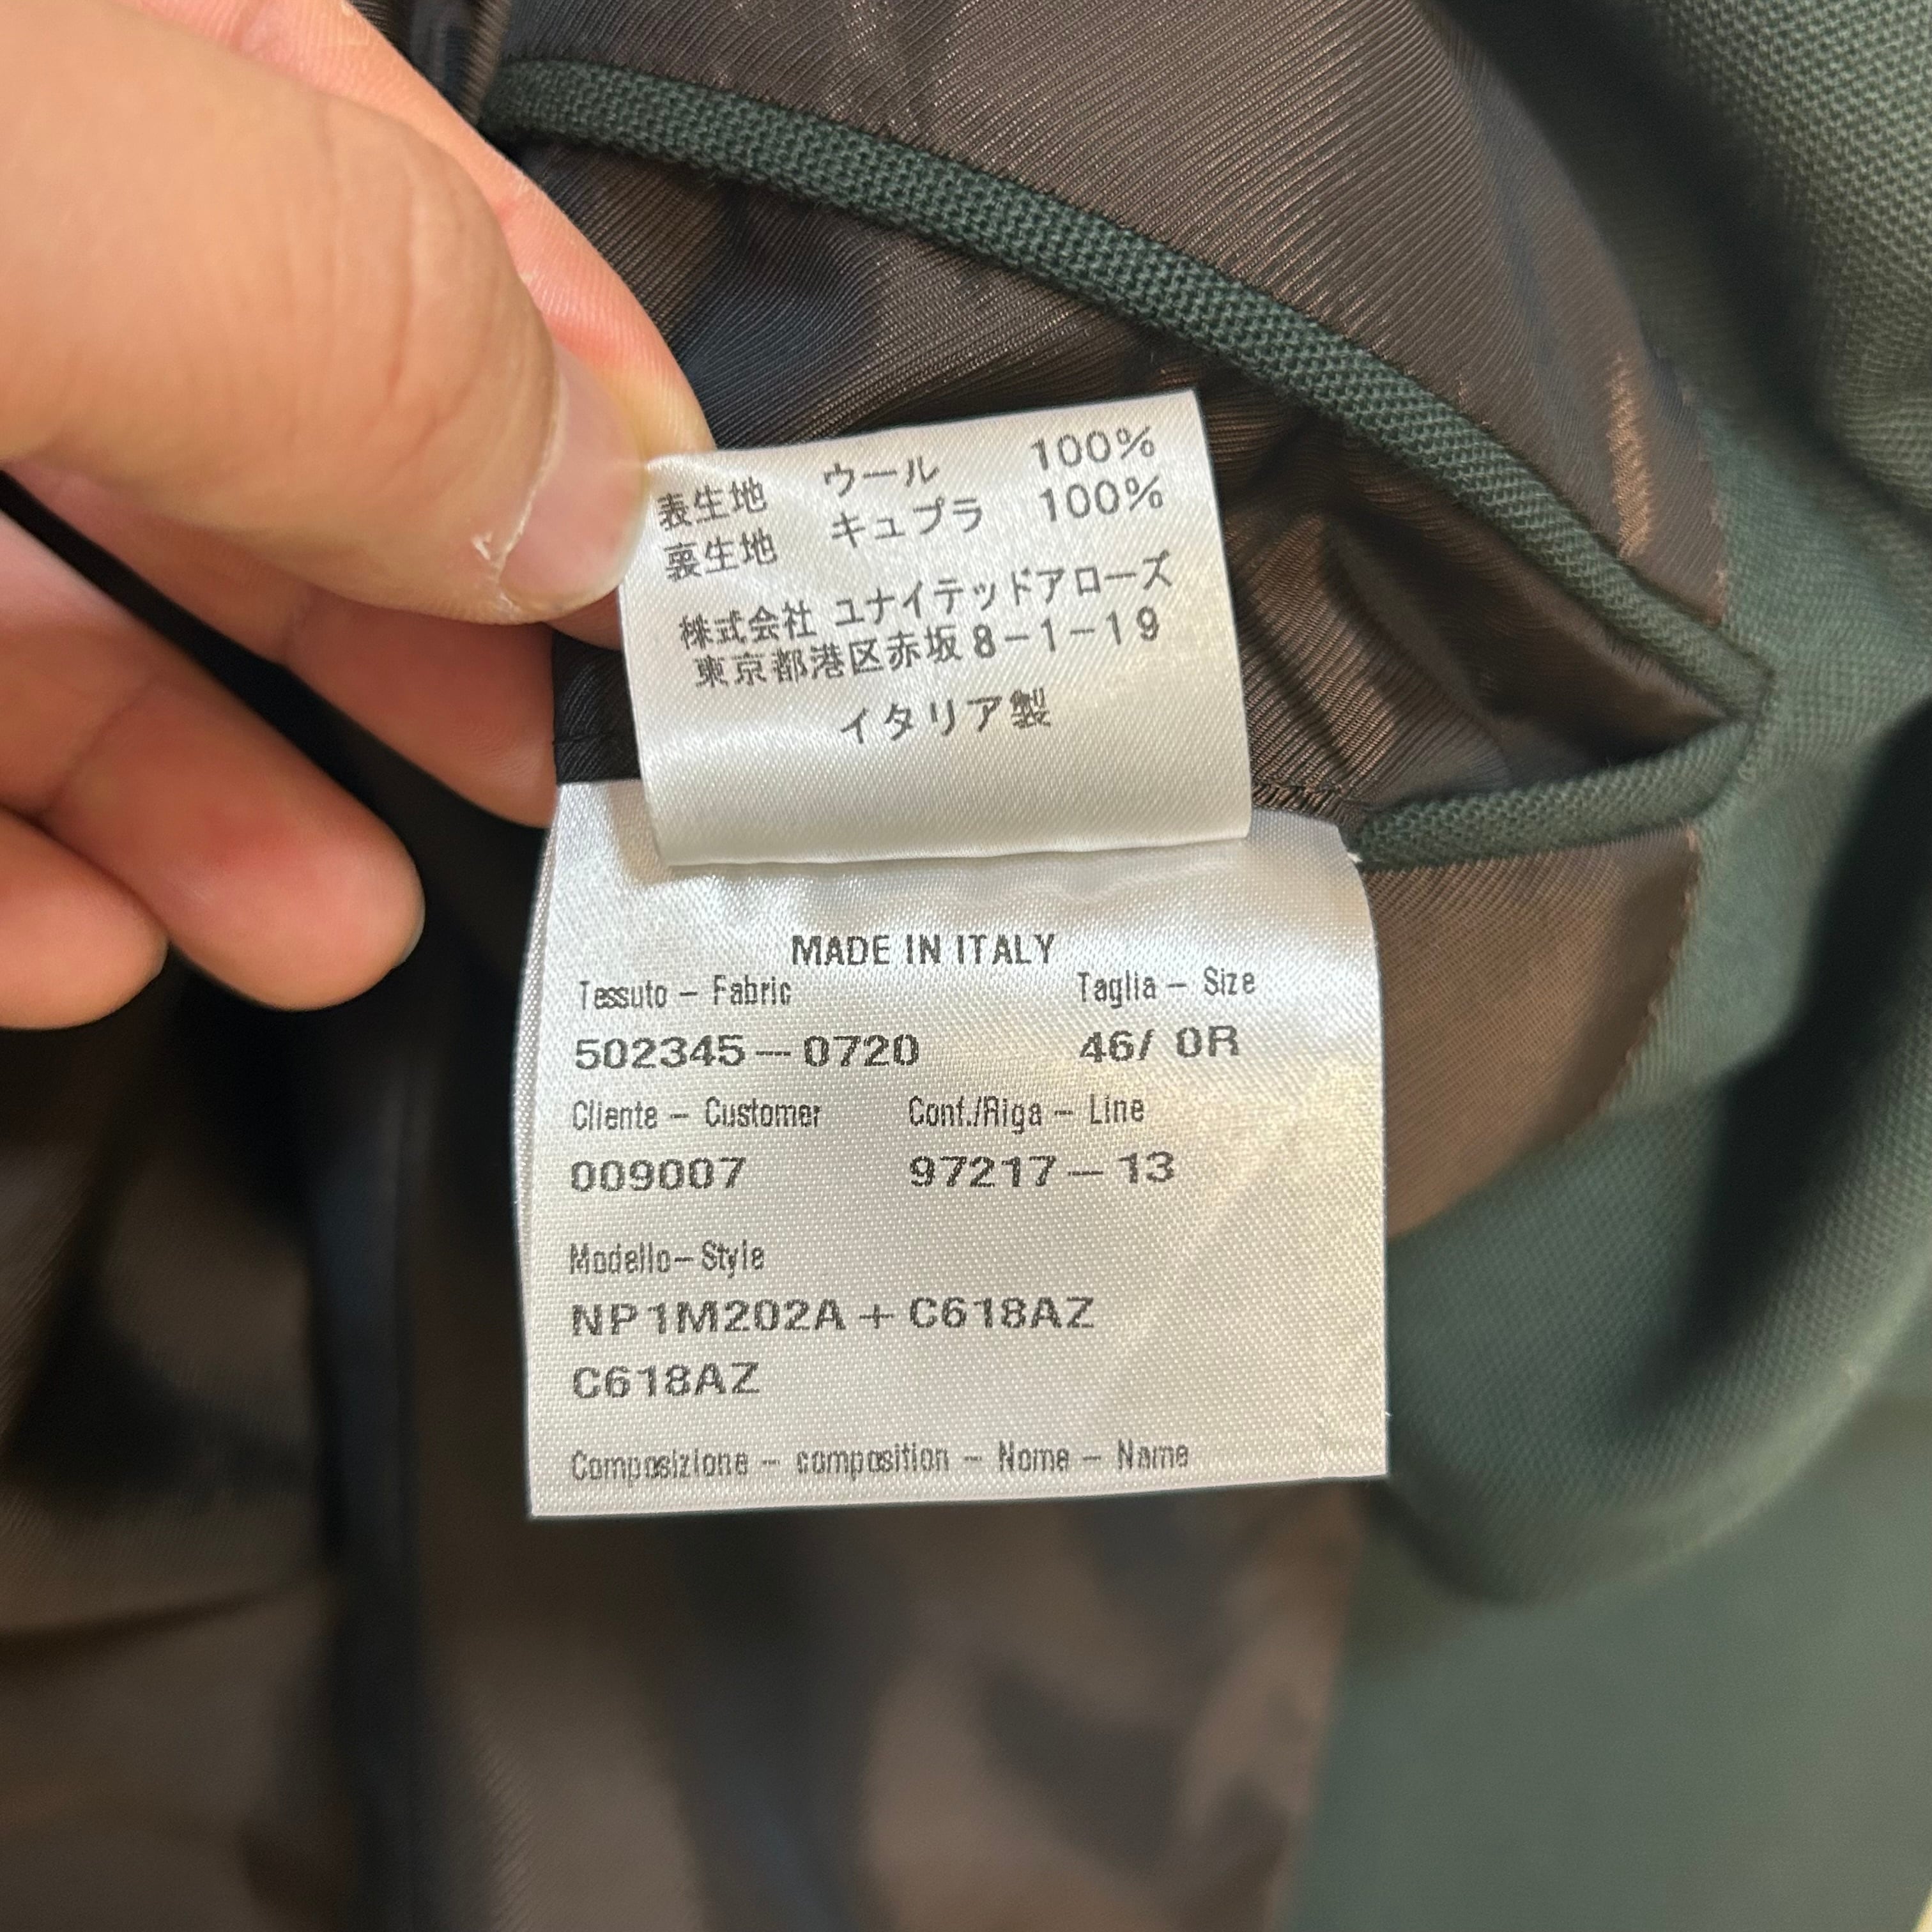 表生地 ウール 100%
裏生地 キュプラ 100%
株式会社 ユナイテッドアローズ
東京都港区赤坂8-1-19
イタリア製
MADE IN ITALY
Tessuto - Fabric Taglia - Size
502345-0720 46/ 0R
Cliente - Customer Conf./Riga - Line
009007 97217-13
Modello-Style
NP1M202A+C618AZ
C618AZ
Composizione - composition - Nome - Name